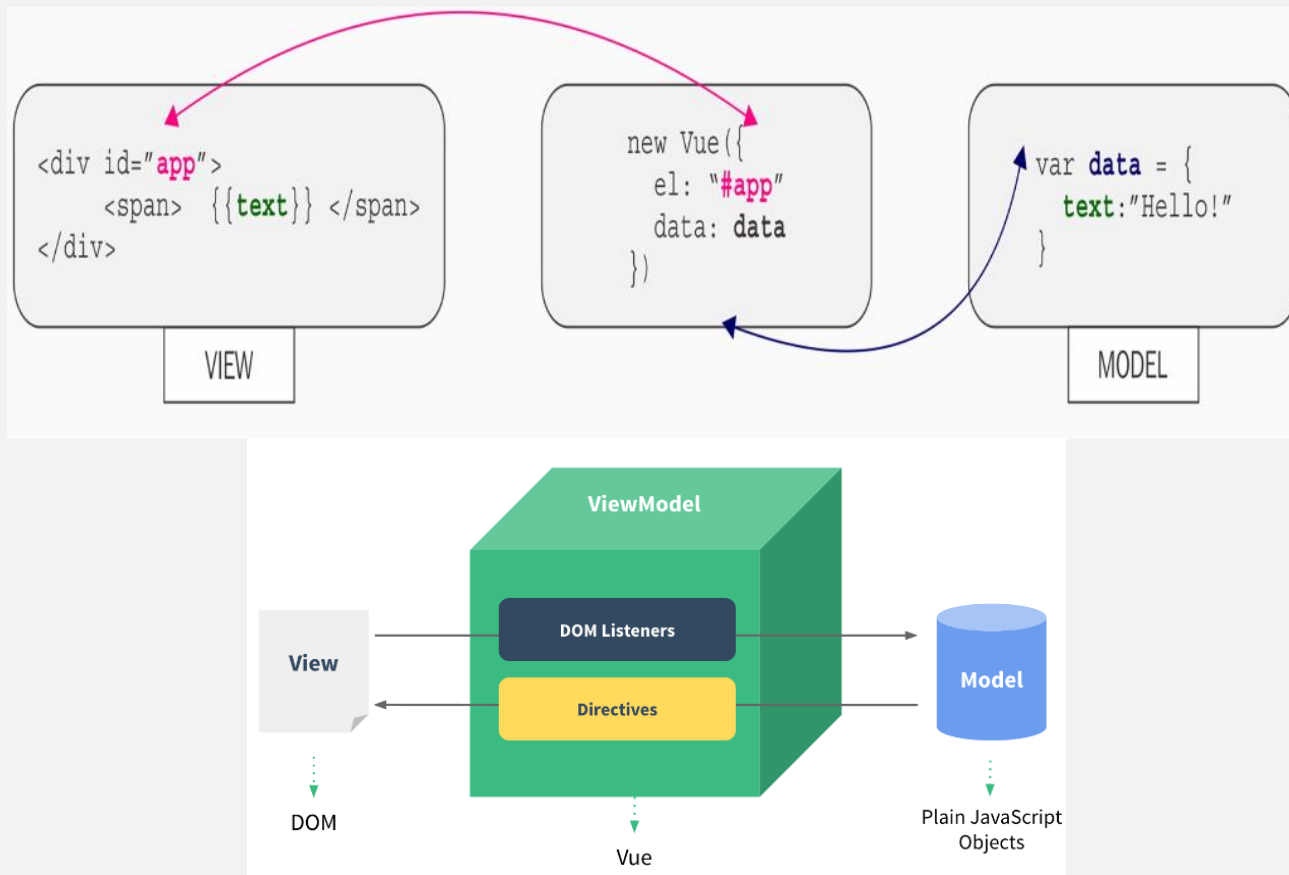 <div id="app">
<span> {{text}} </span>
</div>
VIEW
new Vue({
el: “#app”
data: data
})
var data = {
text:”Hello!”
}
MODEL
ViewModel
DOM Listeners
Directives
View
Model
DOM
Vue
Plain JavaScript
Objects